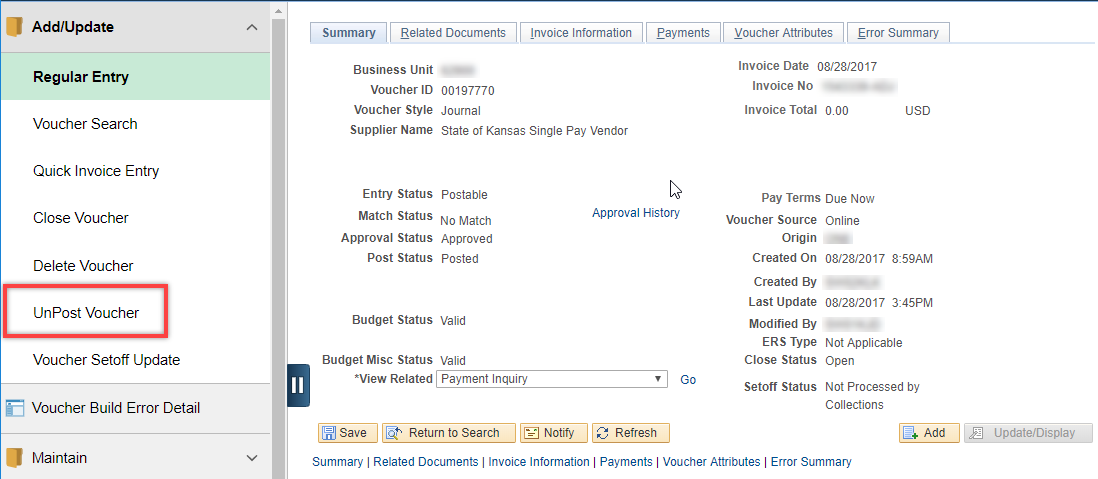 Add/Update
Regular Entry
Voucher Search
Quick Invoice Entry
Close Voucher
Delete Voucher
UnPost Voucher
Voucher Setoff Update
Voucher Build Error Detail
Maintain
Summary Related Documents Invoice Information Payments Voucher Attributes Error Summary
Business Unit
Voucher ID 00197770
Voucher Style Journal
Supplier Name State of Kansas Single Pay Vendor
Invoice Date 08/28/2017
Invoice No
Invoice Total 0.00 USD
Entry Status Postable
Match Status No Match
Approval Status Approved
Post Status Posted
Approval History
Budget Status Valid
Budget Misc Status Valid
*View Related Payment Inquiry Go
Pay Terms Due Now
Voucher Source Online
Origin
Created On 08/28/2017 8:59AM
Created By
Last Update 08/28/2017 3:45PM
Modified By
ERS Type Not Applicable
Close Status Open
Setoff Status Not Processed by
Collections
Save Return to Search Notify Refresh Add Update/Display
Summary | Related Documents | Invoice Information | Payments | Voucher Attributes | Error Summary